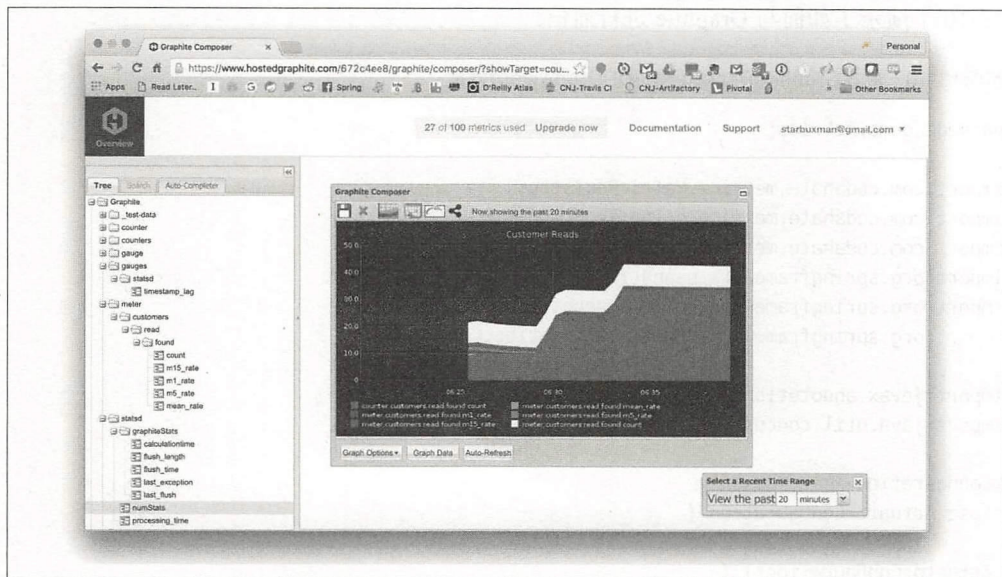 Graphite Composer
Personal
https://www.hostedgraphite.com/672c4ee8/graphite/composer/?showTarget=cou...
Apps Read Later... Spring O'Reilly Atlas CNJ-Travis CI CNJ-Artifactory Pivotal Other Bookmarks
Overview
27 of 100 metrics used Upgrade now Documentation Support starbuxman@gmail.com
Tree Search Auto-Completer
Graphite
_test-data
counter
counters
gauge
gauges
statsd
timestamp_lag
meter
customers
read
found
count
m15_rate
m1_rate
m5_rate
mean_rate
statsd
graphiteStats
calculationtime
flush_length
flush_time
last_exception
last_flush
numStats
processing_time
Graphite Composer
Now showing the past 20 minutes
Customer Reads
50.0
40.0
30.0
20.0
10.0
0
06:25 06:30 06:35
counter.customers.read.found.count meter.customers.read.found.mean_rate
meter.customers.read.found.m1_rate meter.customers.read.found.m5_rate
meter.customers.read.found.m15_rate meter.customers.read.found.count
Graph Options Graph Data Auto-Refresh
Select a Recent Time Range
View the past 20 minutes